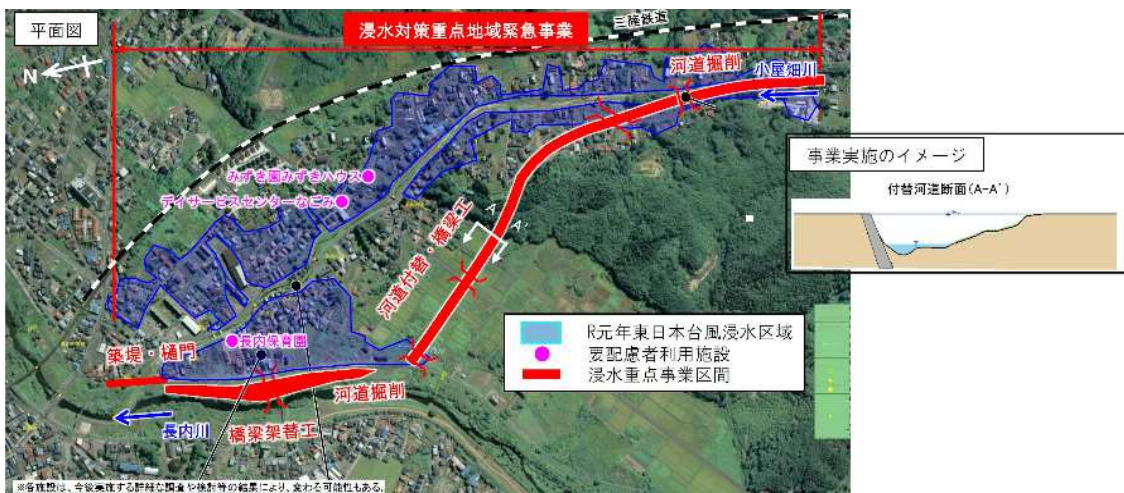 平面図
浸水対策重点地域緊急事業
三陸鉄道
N
河道掘削
小屋畑川
みずき園みずきハウス
デイサービスセンターなごみ
A
A'
河道付替・橋梁工
長内保育園
築堤・樋門
河道掘削
長内川
橋梁架替工
R元年東日本台風浸水区域
要配慮者利用施設
浸水重点事業区間
事業実施のイメージ
付替河道断面(A-A')
※各施設は、今後実施する詳細な調査や検討等の結果により、変わる可能性もある。